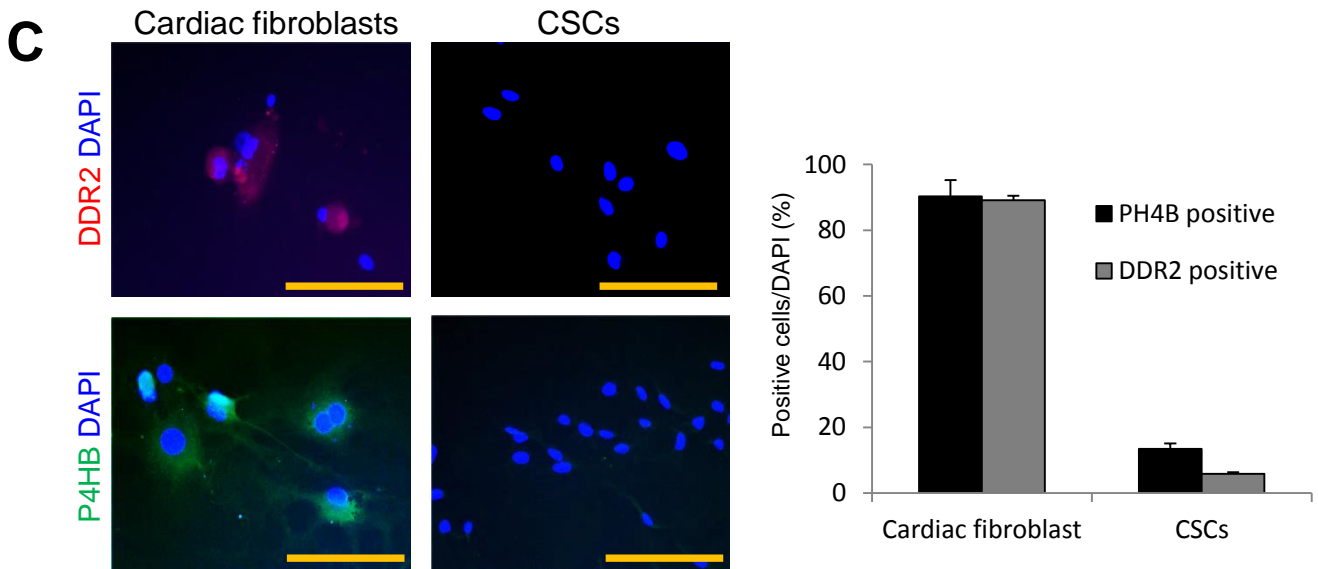 C
Cardiac fibroblasts
CSCs
DDR2 DAPI
P4HB DAPI
Positive cells/DAPI (%)
100
80
60
40
20
0
Cardiac fibroblast
CSCs
PH4B positive
DDR2 positive